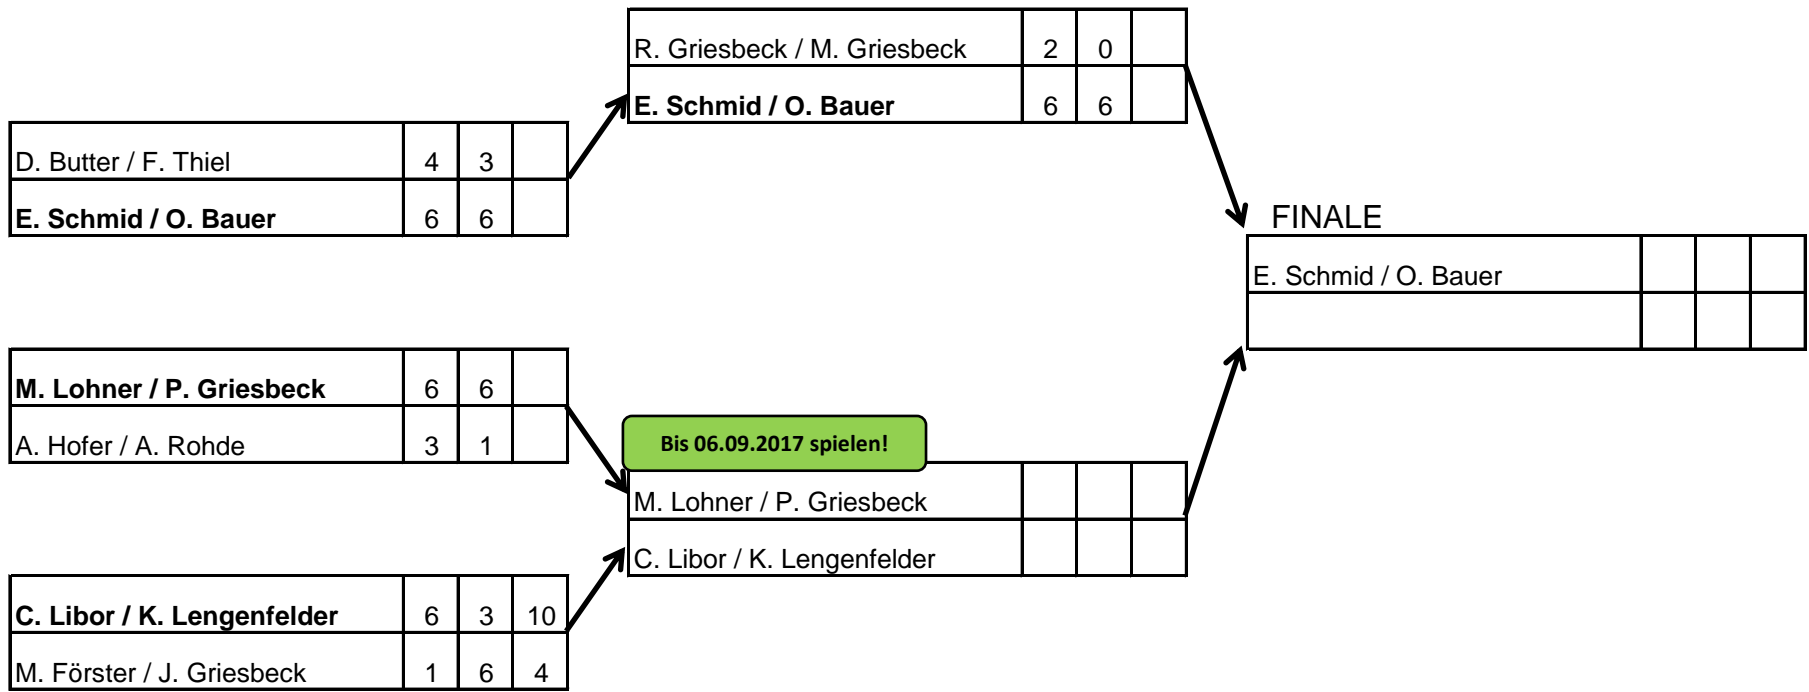 R. Griesbeck / M. Griesbeck 2 0
E. Schmid / O. Bauer 6 6
D. Butter / F. Thiel 4 3
E. Schmid / O. Bauer 6 6
FINALE
E. Schmid / O. Bauer
M. Lohner / P. Griesbeck 6 6
A. Hofer / A. Rohde 3 1
Bis 06.09.2017 spielen!
M. Lohner / P. Griesbeck
C. Libor / K. Lengenfelder
C. Libor / K. Lengenfelder 6 3 10
M. Förster / J. Griesbeck 1 6 4